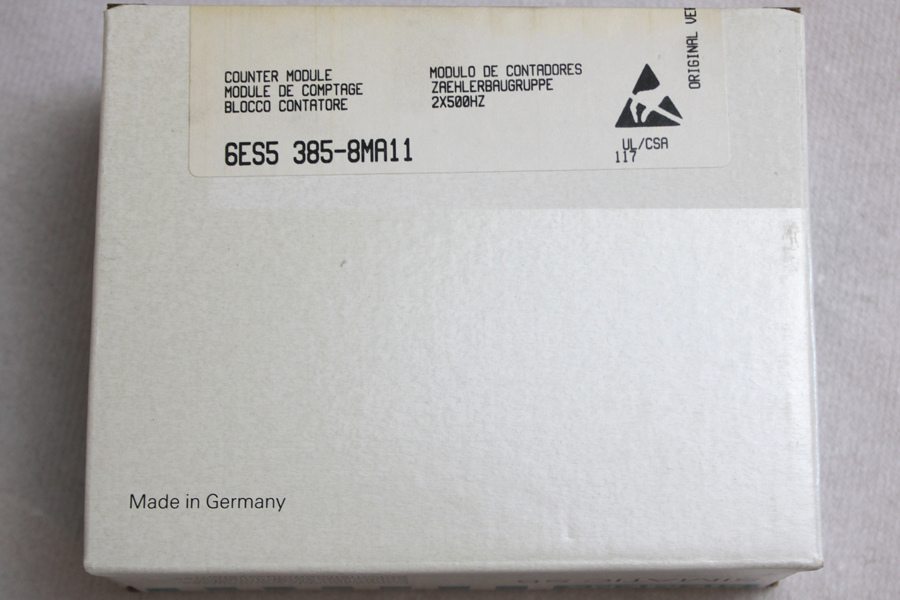 COUNTER MODULE
MODULE DE COMPTAGE
BLOCCO CONTATORE
MODULO DE CONTADORES
ZAEHLERBAUGRUPPE
2X500HZ
6ES5 385-8MA11
UL/CSA
117
ORIGINAL
Made in Germany